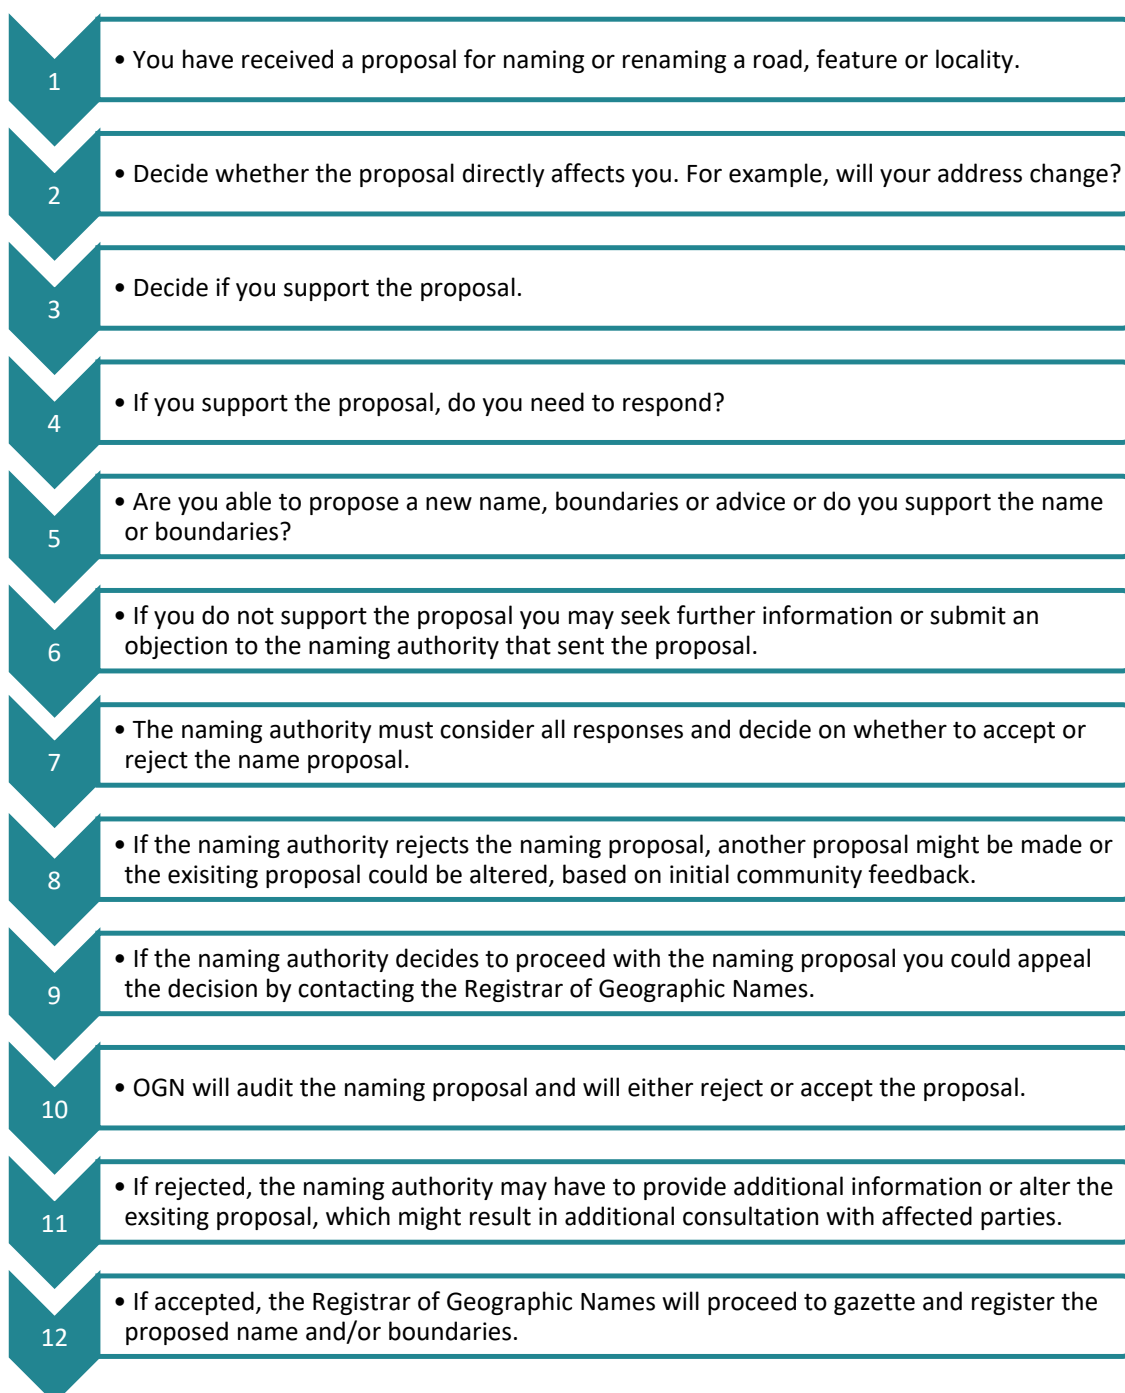 1
• You have received a proposal for naming or renaming a road, feature or locality.
2
• Decide whether the proposal directly affects you. For example, will your address change?
3
• Decide if you support the proposal.
4
• If you support the proposal, do you need to respond?
5
• Are you able to propose a new name, boundaries or advice or do you support the name
or boundaries?
6
• If you do not support the proposal you may seek further information or submit an
objection to the naming authority that sent the proposal.
7
• The naming authority must consider all responses and decide on whether to accept or
reject the name proposal.
8
• If the naming authority rejects the naming proposal, another proposal might be made or
the exisiting proposal could be altered, based on initial community feedback.
9
• If the naming authority decides to proceed with the naming proposal you could appeal
the decision by contacting the Registrar of Geographic Names.
10
• OGN will audit the naming proposal and will either reject or accept the proposal.
11
• If rejected, the naming authority may have to provide additional information or alter the
exsiting proposal, which might result in additional consultation with affected parties.
12
• If accepted, the Registrar of Geographic Names will proceed to gazette and register the
proposed name and/or boundaries.